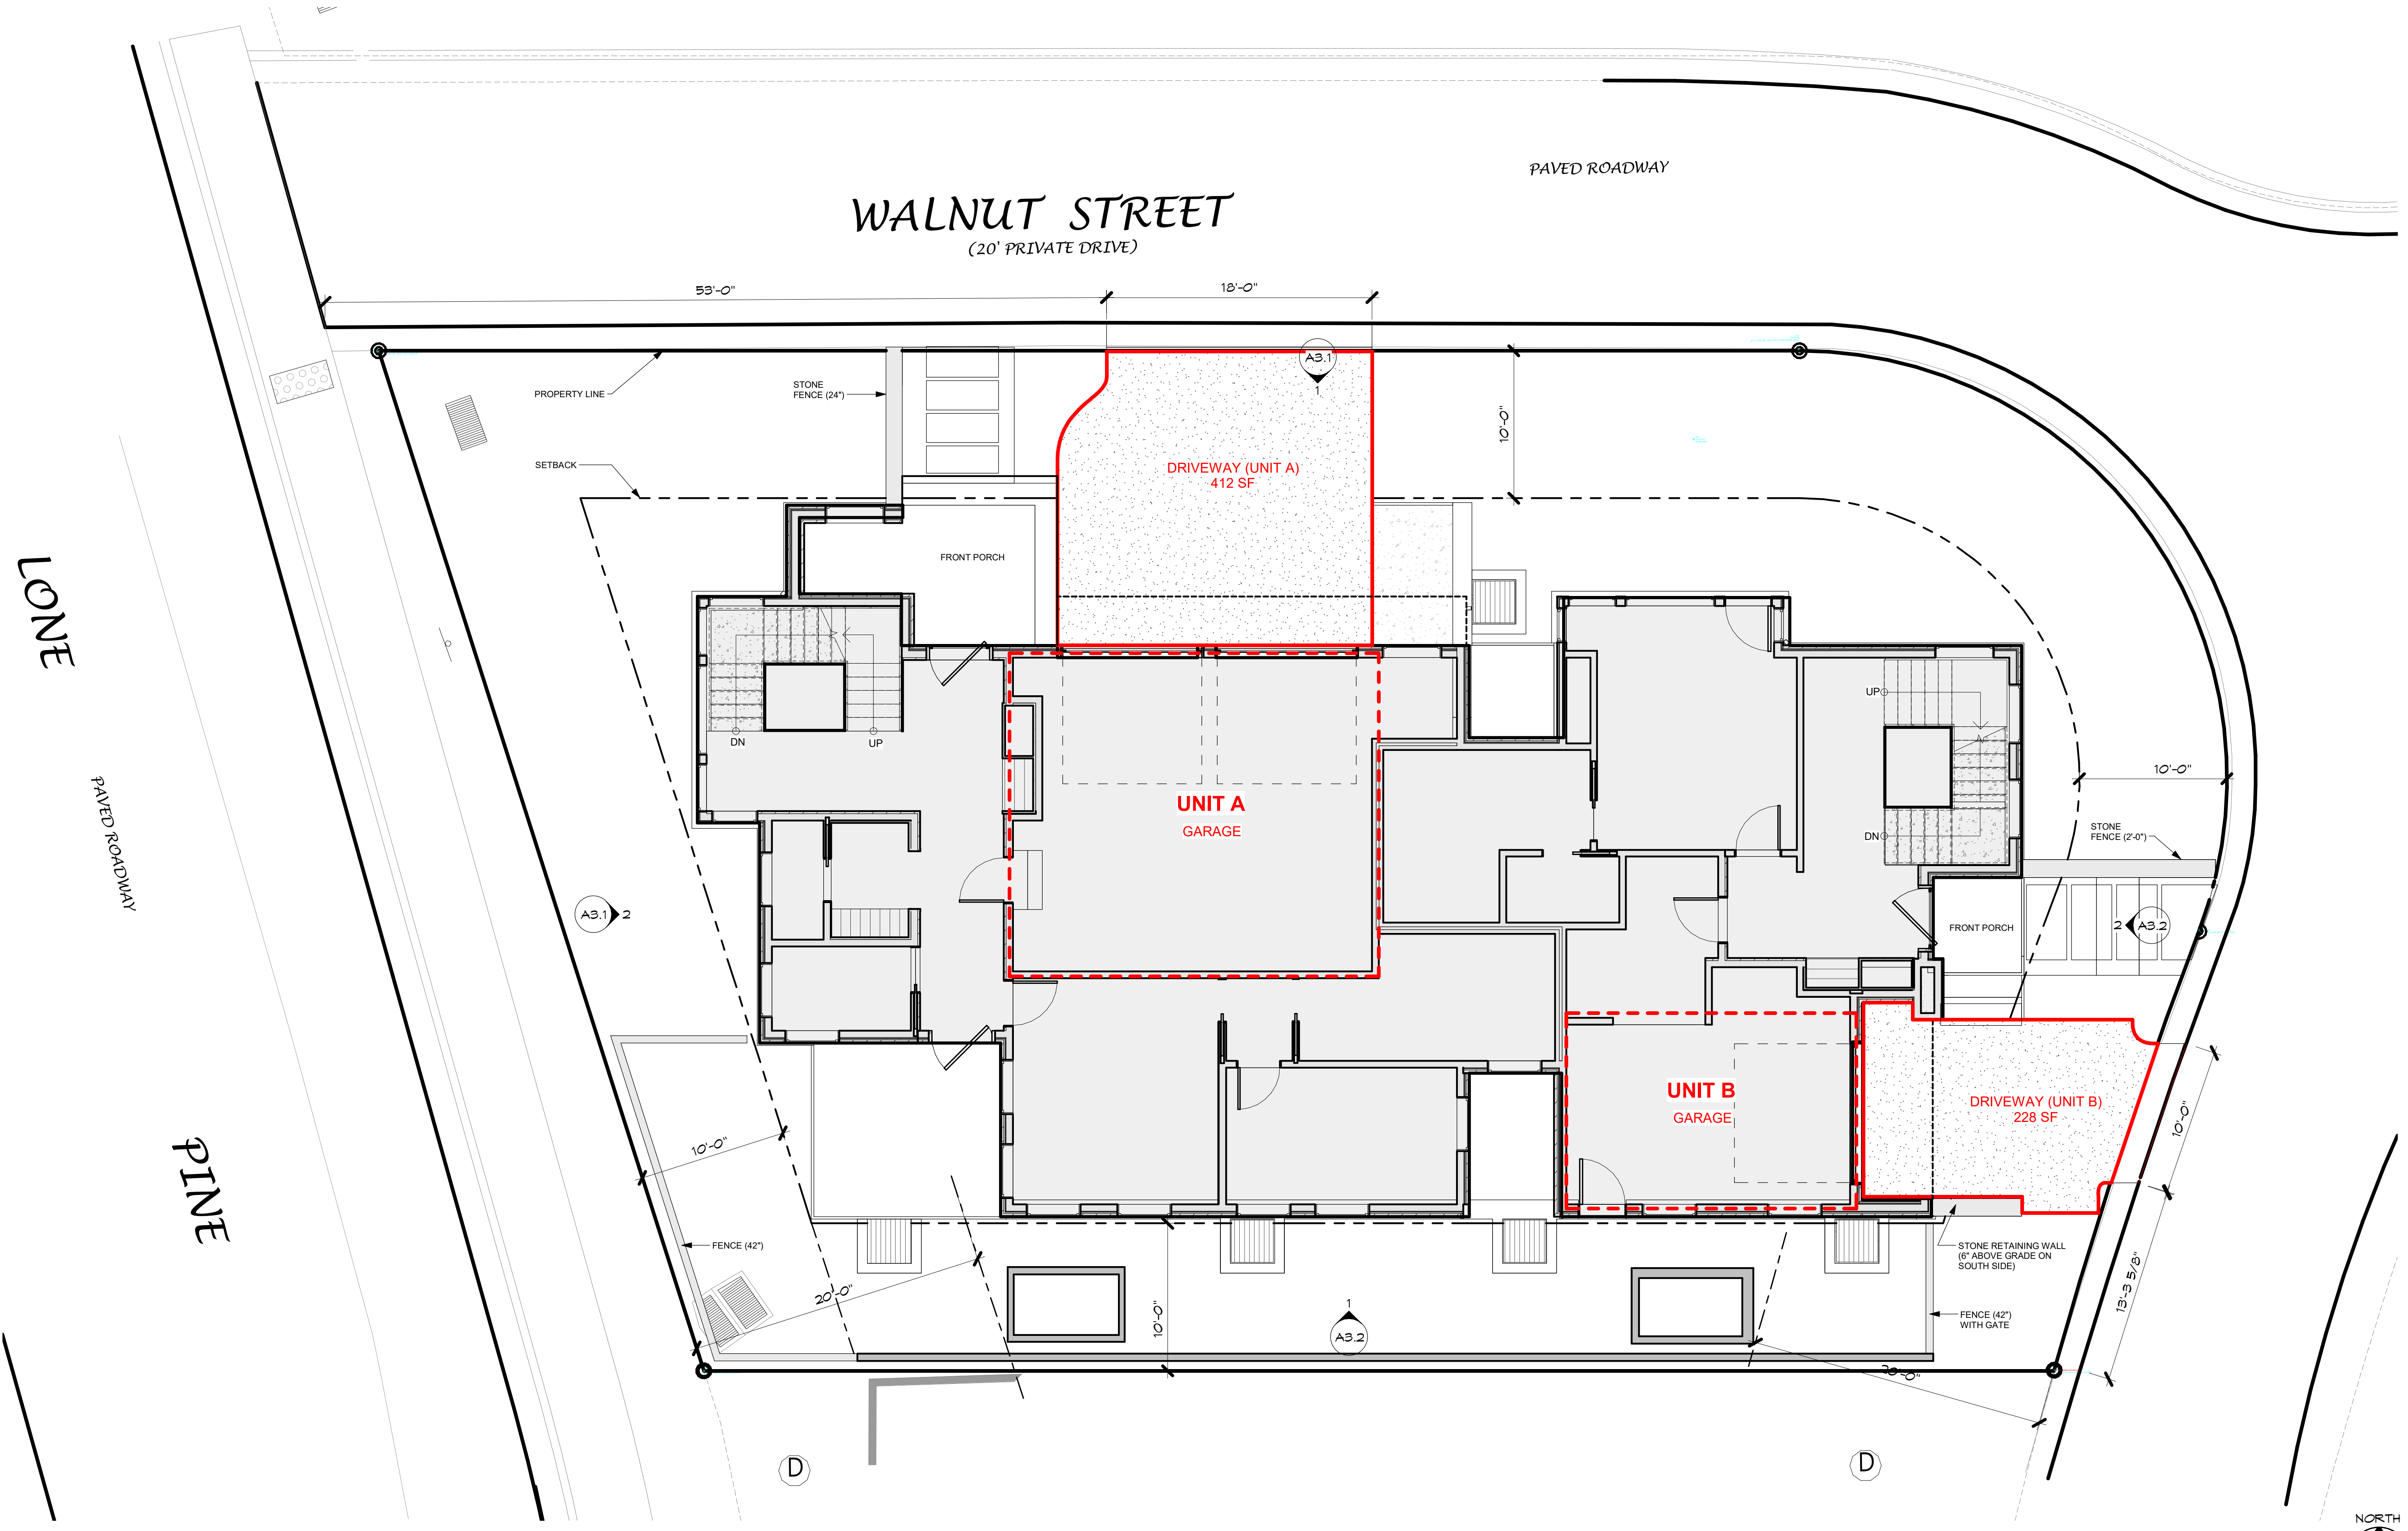 PAVED ROADWAY
WALNUT STREET
(20' PRIVATE DRIVE)
53'-0"
18'-0"
A3.1
1
PROPERTY LINE
STONE
FENCE (24")
10'-0"
SETBACK
DRIVEWAY (UNIT A)
412 SF
FRONT PORCH
LONE
PINE
PAVED ROADWAY
DN
UP
UNIT A
GARAGE
UP
DN
10'-0"
STONE
FENCE (2'-0")
A3.1
2
FRONT PORCH
2
A3.2
UNIT B
GARAGE
DRIVEWAY (UNIT B)
228 SF
10'-0"
10'-0"
FENCE (42")
20'-0"
10'-0"
1
A3.2
STONE RETAINING WALL
(6" ABOVE GRADE ON
SOUTH SIDE)
13'-3 5/8"
FENCE (42")
WITH GATE
20'-0"
D
D
NORTH